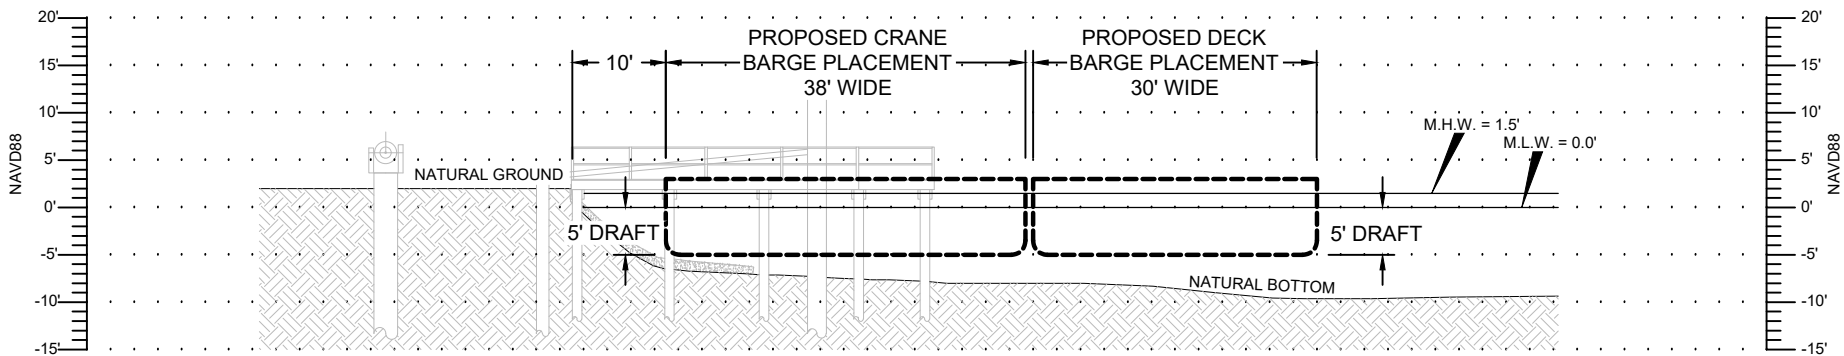 20'
15'
10'
5'
0'
-5'
-10'
-15'
NAVD88
NATURAL GROUND
10'
PROPOSED CRANE
BARGE PLACEMENT
38' WIDE
PROPOSED DECK
BARGE PLACEMENT
30' WIDE
M.H.W. = 1.5'
M.L.W. = 0.0'
5' DRAFT
5' DRAFT
NATURAL BOTTOM
20'
15'
10'
5'
0'
-5'
-10'
-15'
NAVD88